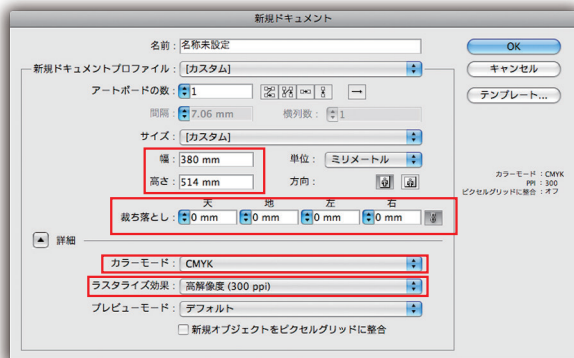 新規ドキュメント
名前 : 名称未設定
新規ドキュメントプロファイル : [カスタム]
アートボードの数 : 1
間隔 : 7.06 mm 横列数 : 1
サイズ : [カスタム]
幅 : 380 mm 単位 : ミリメートル
高さ : 514 mm 方向 :
天 地 左 右
裁ち落とし : 0 mm 0 mm 0 mm 0 mm
詳細
カラーモード : CMYK
ラスタライズ効果 : 高解像度 (300 ppi)
プレビューモード : デフォルト
新規オブジェクトをピクセルグリッドに整合
OK
キャンセル
テンプレート...
カラーモード : CMYK
PPI : 300
ピクセルグリッドに整合 : オフ